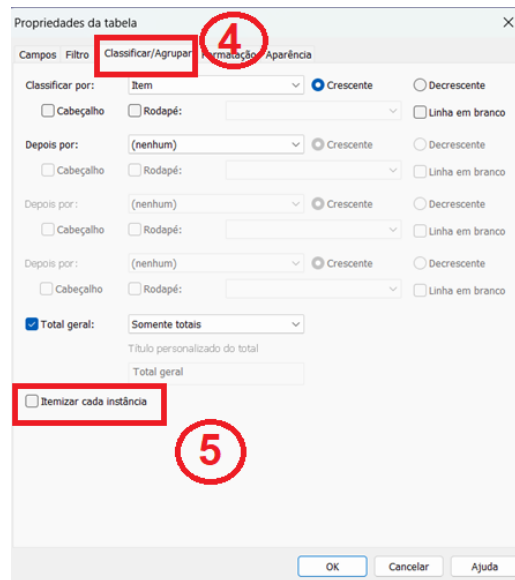 Propriedades da tabela
4
Campos Filtro Classificar/Agrupar Formatação Aparência
Classificar por: Item Crescente Decrescente
Cabeçalho Rodapé: Linha em branco
Depois por: (nenhum) Crescente Decrescente
Cabeçalho Rodapé: Linha em branco
Depois por: (nenhum) Crescente Decrescente
Cabeçalho Rodapé: Linha em branco
Depois por: (nenhum) Crescente Decrescente
Cabeçalho Rodapé: Linha em branco
Total geral: Somente totais
Título personalizado do total
Total geral
Itemizar cada instância
5
OK Cancelar Ajuda